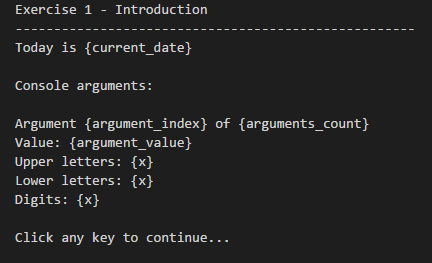 Exercise 1 - Introduction
----------------------------------------------------
Today is {current_date}
Console arguments:
Argument {argument_index} of {arguments_count}
Value: {argument_value}
Upper letters: {x}
Lower letters: {x}
Digits: {x}
Click any key to continue...